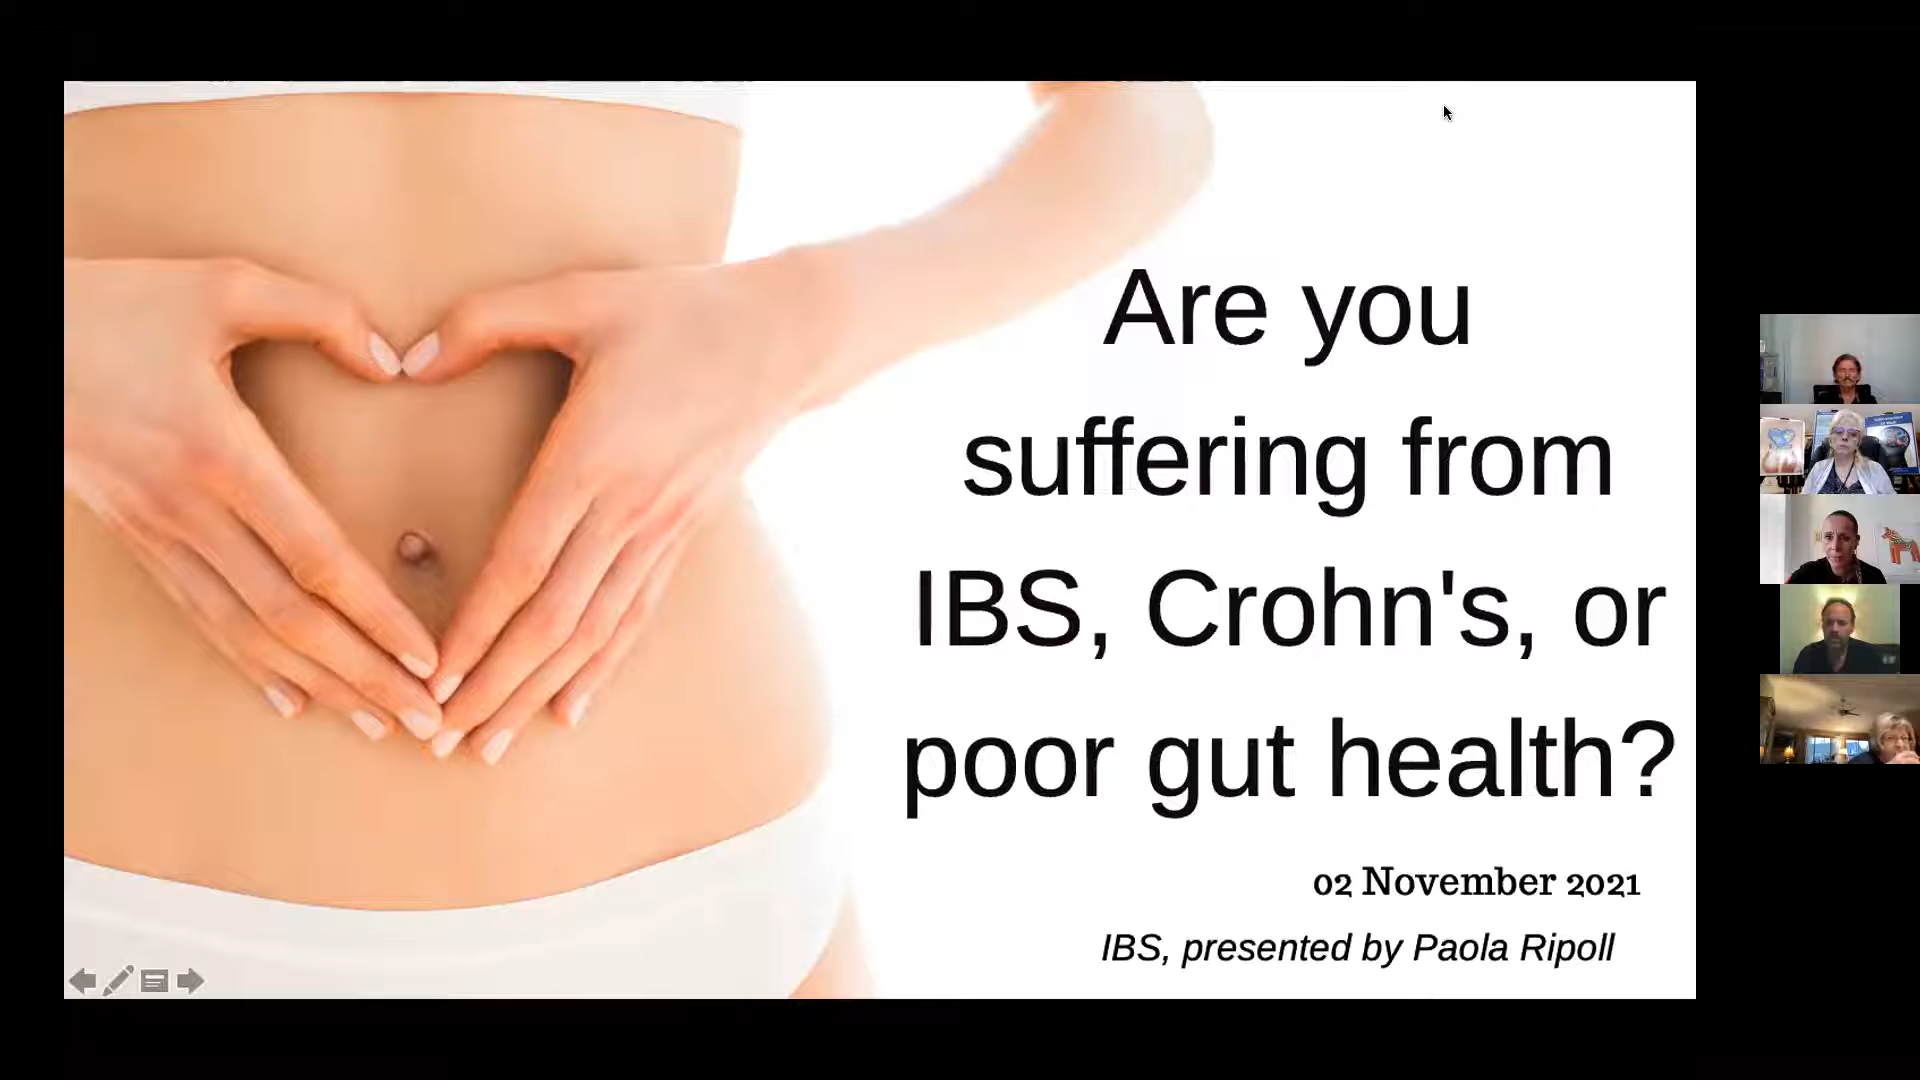 Are you
suffering from
IBS, Crohn's, or
poor gut health?
02 November 2021
IBS, presented by Paola Ripoll